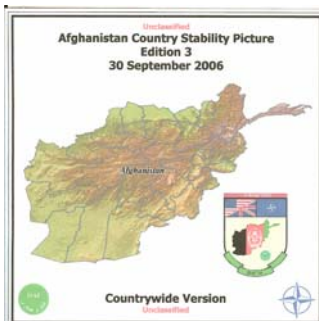 Unclassified
Afghanistan Country Stability Picture
Edition 3
30 September 2006
Afghanistan
Countrywide Version
Unclassified